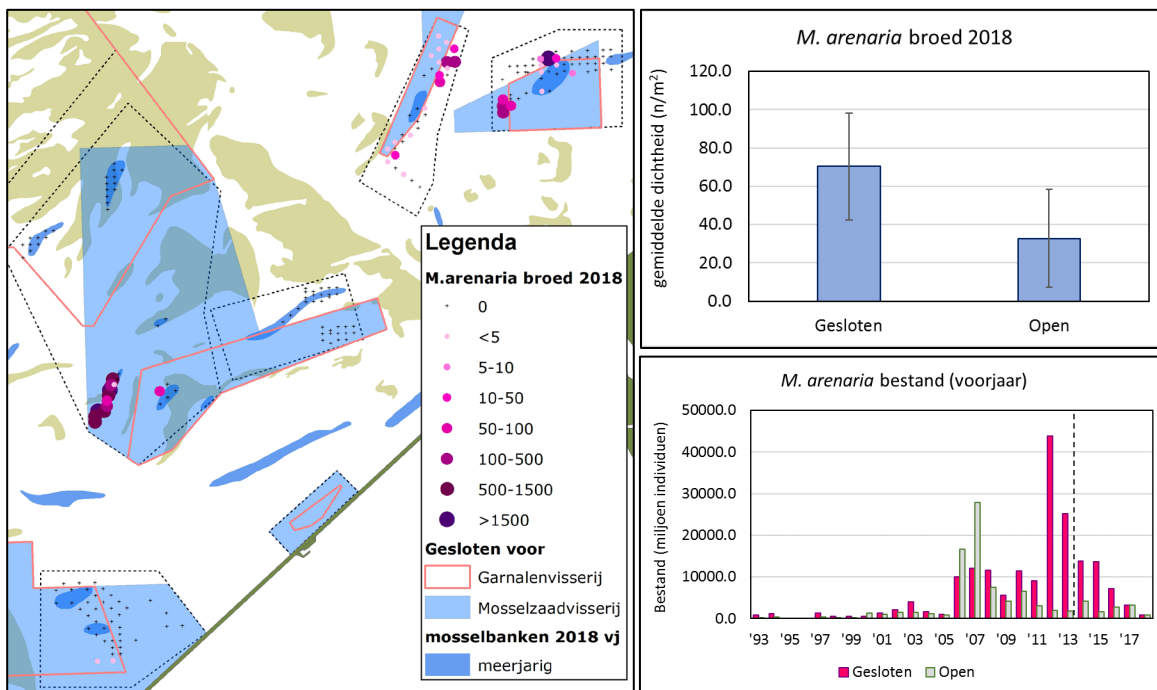 Legenda
M.arenaria broed 2018
0
<5
5-10
10-50
50-100
100-500
500-1500
>1500
Gesloten voor
Garnalenvisserij
Mosselzaadvisserij
mosselbanken 2018 vj
meerjarig
M. arenaria broed 2018
gemiddelde dichtheid (n/m²)
120.0
100.0
80.0
60.0
40.0
20.0
0.0
Gesloten
Open
M. arenaria bestand (voorjaar)
Bestand (miljoen individuen)
50000.0
40000.0
30000.0
20000.0
10000.0
0.0
'93 '95 '97 '99 '01 '03 '05 '07 '09 '11 '13 '15 '17
Gesloten Open